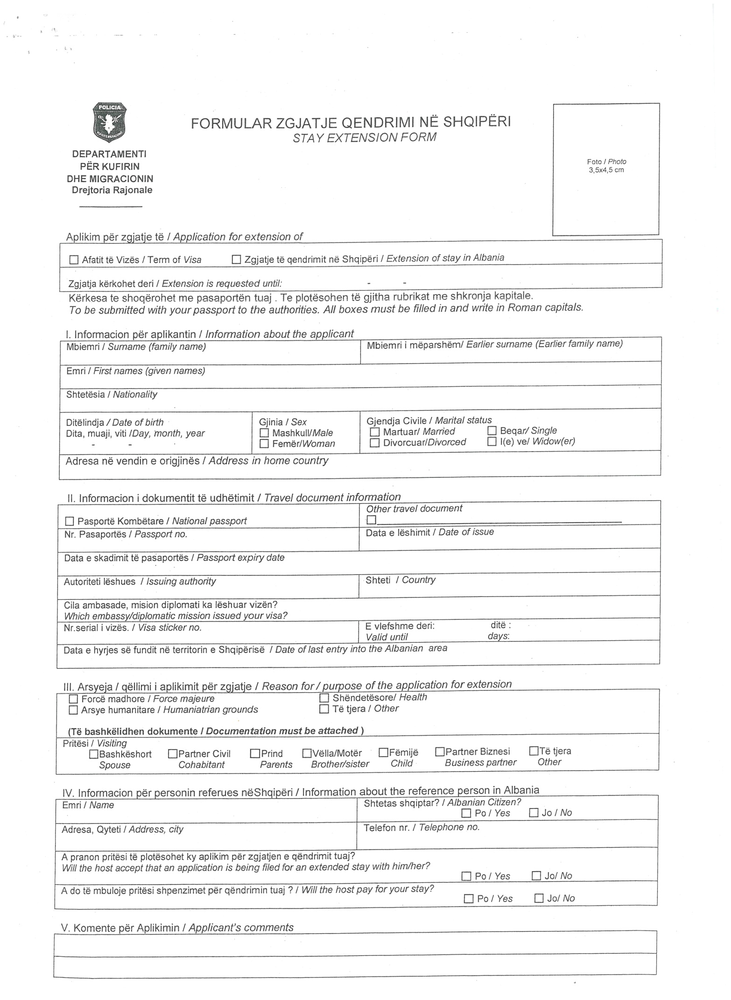 POLICIA
FORMULAR ZGJATJE QENDRIMI NË SHQIPËRI
STAY EXTENSION FORM
DEPARTAMENTI
PËR KUFIRIN
DHE MIGRACIONIN
Drejtoria Rajonale
Foto / Photo
3,5x4,5 cm
Aplikim për zgjatje të / Application for extension of
Afatit të Vizës / Term of Visa Zgjatje të qendrimit në Shqipëri / Extension of stay in Albania
Zgjatja kërkohet deri / Extension is requested until: - -
Kërkesa te shoqërohet me pasaportën tuaj . Te plotësohen të gjitha rubrikat me shkronja kapitale.
To be submitted with your passport to the authorities. All boxes must be filled in and write in Roman capitals.
I. Informacion për aplikantin / Information about the applicant
Mbiemri / Surname (family name) Mbiemri i mëparshëm/ Earlier surname (Earlier family name)
Emri / First names (given names)
Shtetësia / Nationality
Ditëlindja / Date of birth Gjinia / Sex Gjendja Civile / Marital status
Dita, muaji, viti /Day, month, year Mashkull/Male Martuar/ Married Beqar/ Single
- - Femër/Woman Divorcuar/Divorced I(e) ve/ Widow(er)
Adresa në vendin e origjinës / Address in home country
II. Informacion i dokumentit të udhëtimit / Travel document information
Other travel document
Pasportë Kombëtare / National passport
Nr. Pasaportës / Passport no. Data e lëshimit / Date of issue
Data e skadimit të pasaportës / Passport expiry date
Autoriteti lëshues / Issuing authority Shteti / Country
Cila ambasade, mision diplomati ka lëshuar vizën?
Which embassy/diplomatic mission issued your visa?
Nr.serial i vizës. / Visa sticker no. E vlefshme deri: ditë :
Valid until days:
Data e hyrjes së fundit në territorin e Shqipërisë / Date of last entry into the Albanian area
III. Arsyeja / qëllimi i aplikimit për zgjatje / Reason for / purpose of the application for extension
Forcë madhore / Force majeure Shëndetësore/ Health
Arsye humanitare / Humaniatrian grounds Të tjera / Other
(Të bashkëlidhen dokumente / Documentation must be attached )
Pritësi / Visiting
Bashkëshort Partner Civil Prind Vëlla/Motër Fëmijë Partner Biznesi Të tjera
Spouse Cohabitant Parents Brother/sister Child Business partner Other
IV. Informacion për personin referues nëShqipëri / Information about the reference person in Albania
Emri / Name Shtetas shqiptar? / Albanian Citizen?
Po / Yes Jo / No
Adresa, Qyteti / Address, city Telefon nr. / Telephone no.
A pranon pritësi të plotësohet ky aplikim për zgjatjen e qëndrimit tuaj?
Will the host accept that an application is being filed for an extended stay with him/her?
Po / Yes Jo/ No
A do të mbuloje pritësi shpenzimet për qëndrimin tuaj ? / Will the host pay for your stay?
Po / Yes Jo/ No
V. Komente për Aplikimin / Applicant's comments